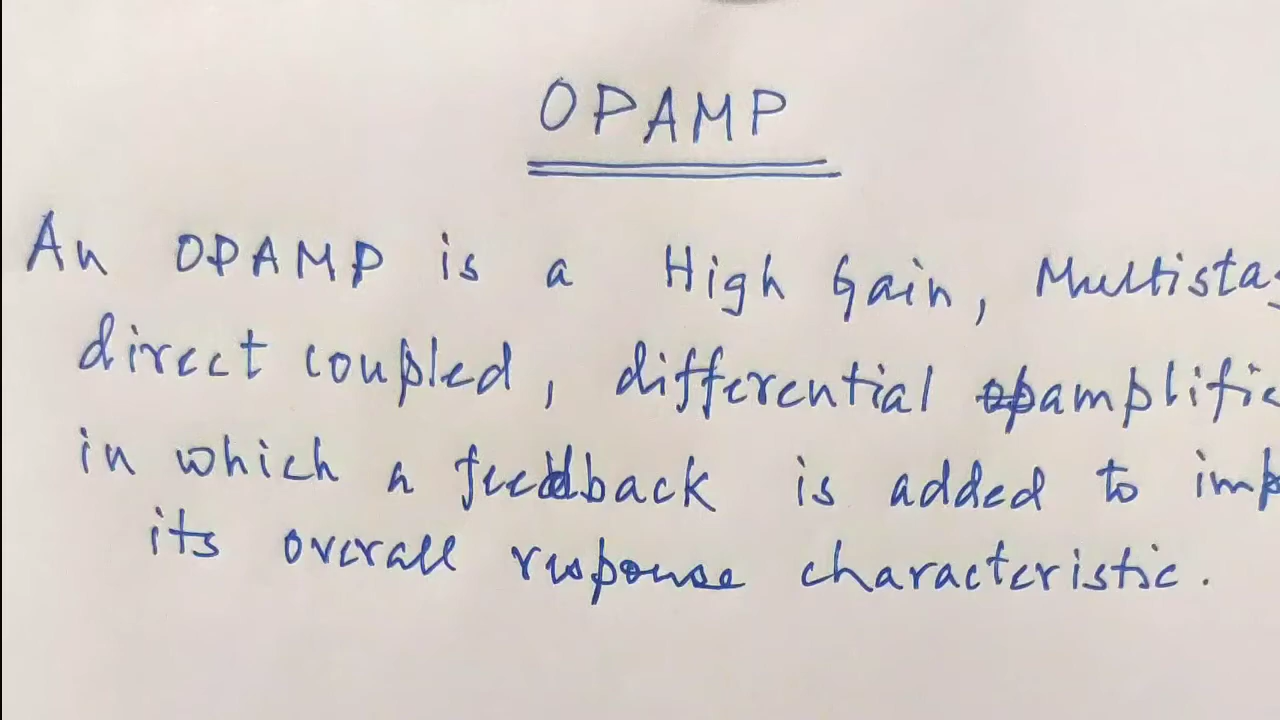 OPAMP
An OPAMP is a High Gain, Multista
direct coupled, differential amplific
in which a feedback is added to imp
its overall response characteristic.